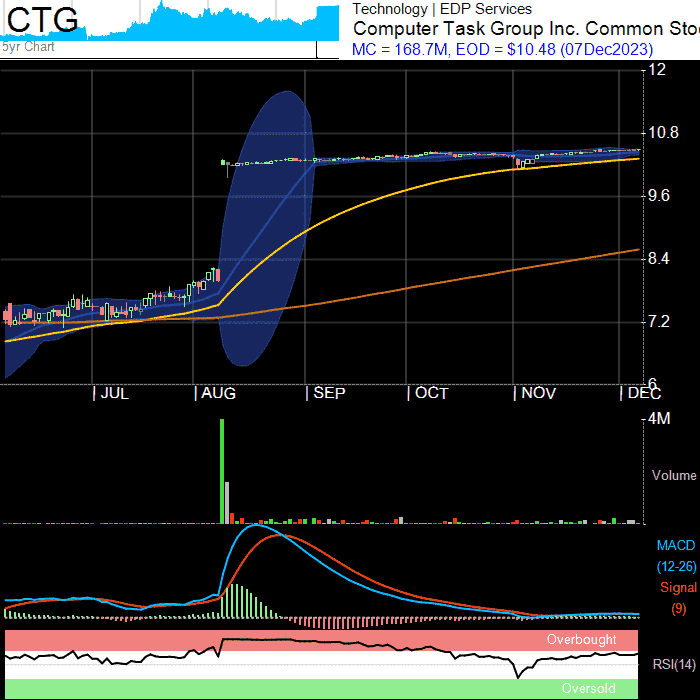 CTG
5yr Chart
Technology | EDP Services
Computer Task Group Inc. Common Sto
MC = 168.7M, EOD = $10.48 (07Dec2023)
12
10.8
9.6
8.4
7.2
6
JUL AUG SEP OCT NOV DEC
4M
Volume
MACD
(12-26)
Signal
(9)
Overbought
RSI(14)
Oversold